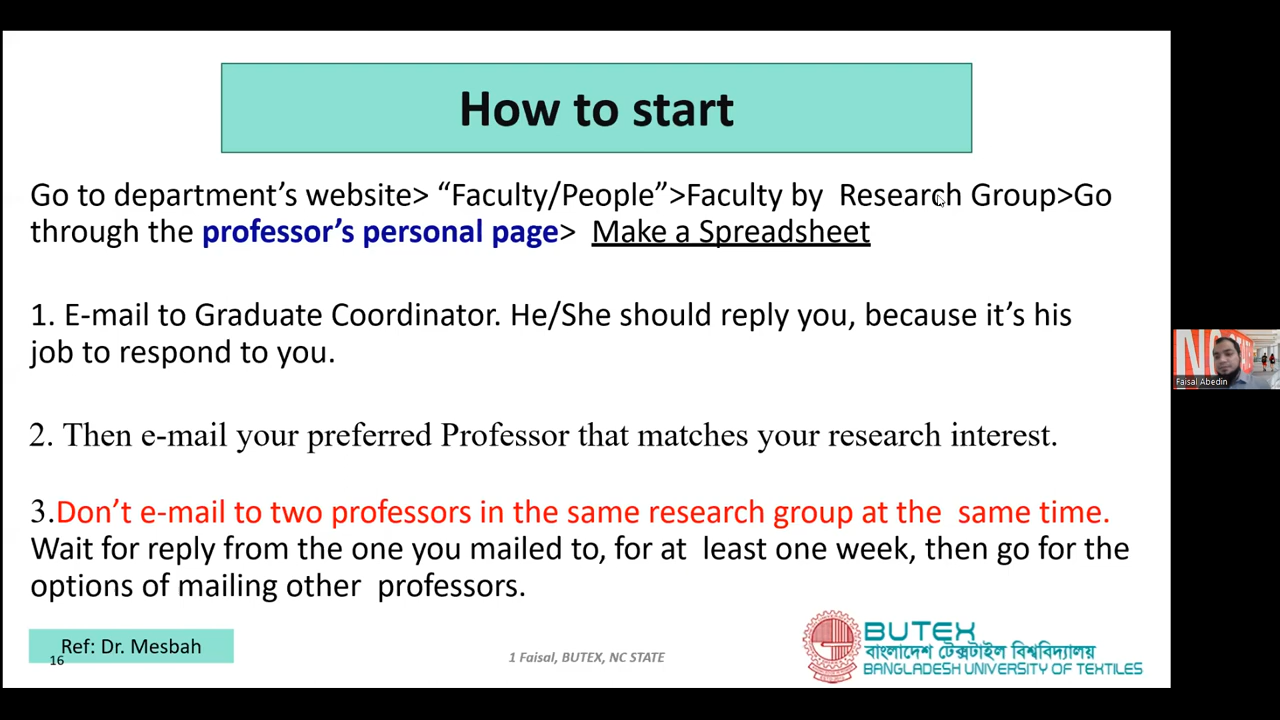 How to start
Go to department’s website> “Faculty/People”>Faculty by Research Group>Go
through the professor’s personal page> Make a Spreadsheet
1. E-mail to Graduate Coordinator. He/She should reply you, because it’s his
job to respond to you.
2. Then e-mail your preferred Professor that matches your research interest.
3.Don’t e-mail to two professors in the same research group at the same time.
Wait for reply from the one you mailed to, for at least one week, then go for the
options of mailing other professors.
Ref: Dr. Mesbah
16
1 Faisal, BUTEX, NC STATE
BUTEX
বাংলাদেশ টেক্সটাইল বিশ্ববিদ্যালয়
BANGLADESH UNIVERSITY OF TEXTILES
Faisal Abedin